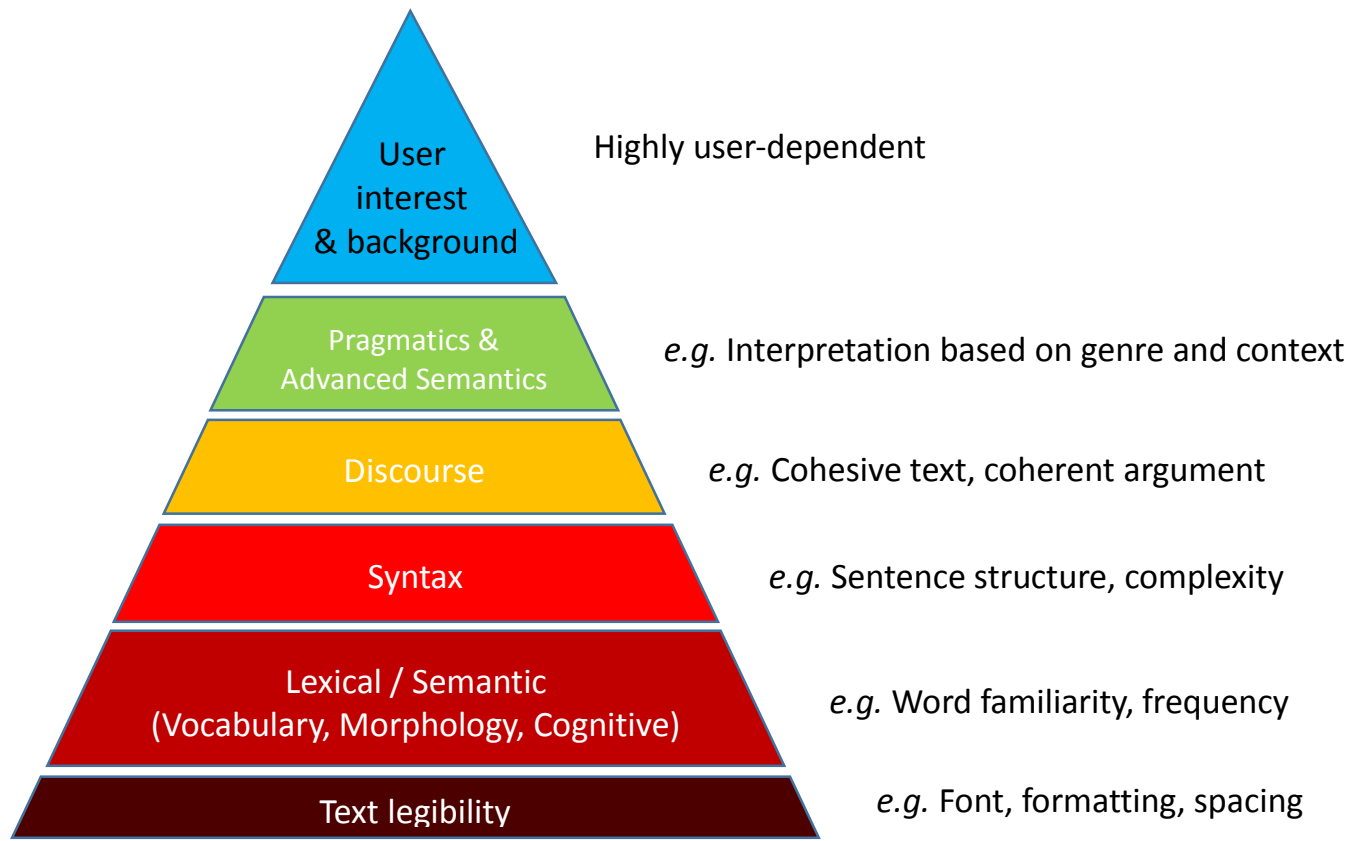 User
interest
& background
Highly user-dependent
Pragmatics &
Advanced Semantics
e.g. Interpretation based on genre and context
Discourse
e.g. Cohesive text, coherent argument
Syntax
e.g. Sentence structure, complexity
Lexical / Semantic
(Vocabulary, Morphology, Cognitive)
e.g. Word familiarity, frequency
Text legibility
e.g. Font, formatting, spacing